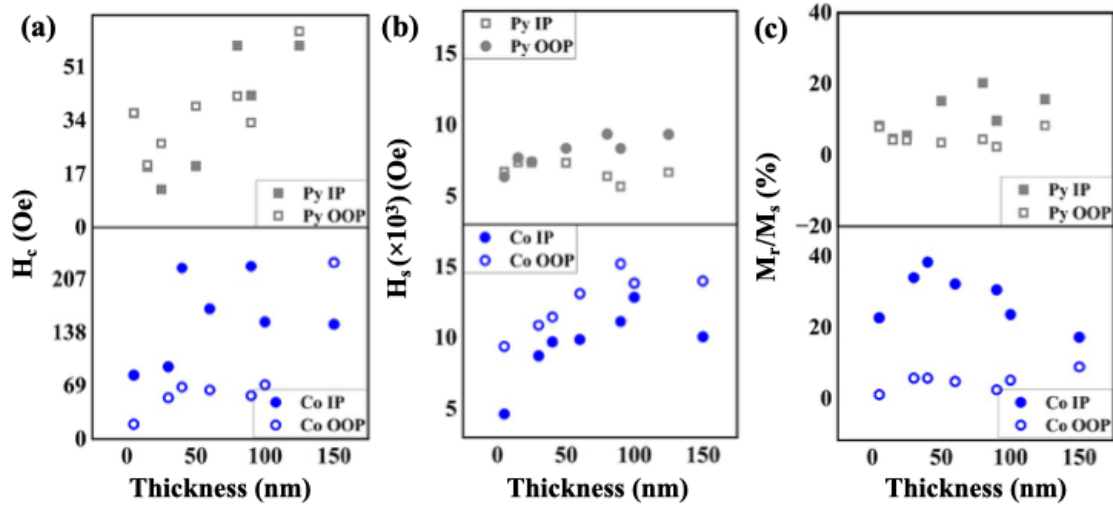 (a)
H_c (Oe)
51
34
17
0
Py IP
Py OOP
207
138
69
0
Co IP
Co OOP
0 50 100 150
Thickness (nm)
(b)
H_s (×10³) (Oe)
Py IP
Py OOP
15
10
5
Co IP
Co OOP
15
10
5
0 50 100 150
Thickness (nm)
(c)
M_r/M_s (%)
40
20
0
−20
Py IP
Py OOP
40
20
0
Co IP
Co OOP
0 50 100 150
Thickness (nm)